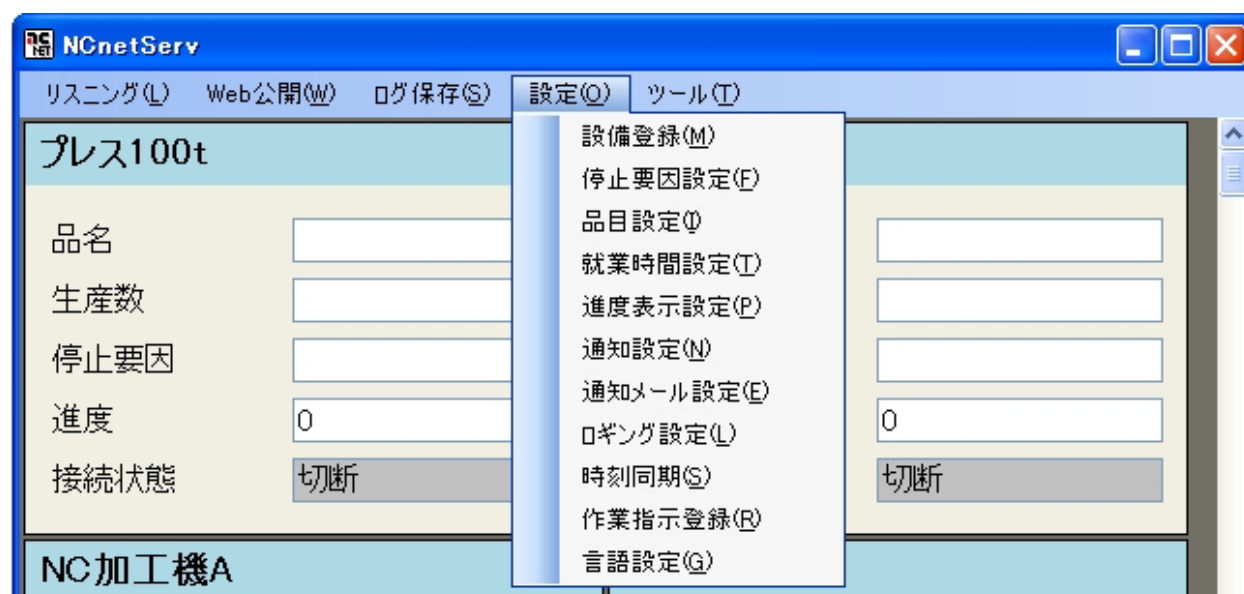 NCnetServ
リスニング(L) Web公開(W) ログ保存(S) 設定(O) ツール(T)
設備登録(M)
停止要因設定(F)
品目設定(I)
就業時間設定(T)
進度表示設定(P)
通知設定(N)
通知メール設定(E)
ロギング設定(L)
時刻同期(S)
作業指示登録(R)
言語設定(G)
プレス100t
品名
生産数
停止要因
進度 0 0
接続状態 切断 切断
NC加工機A